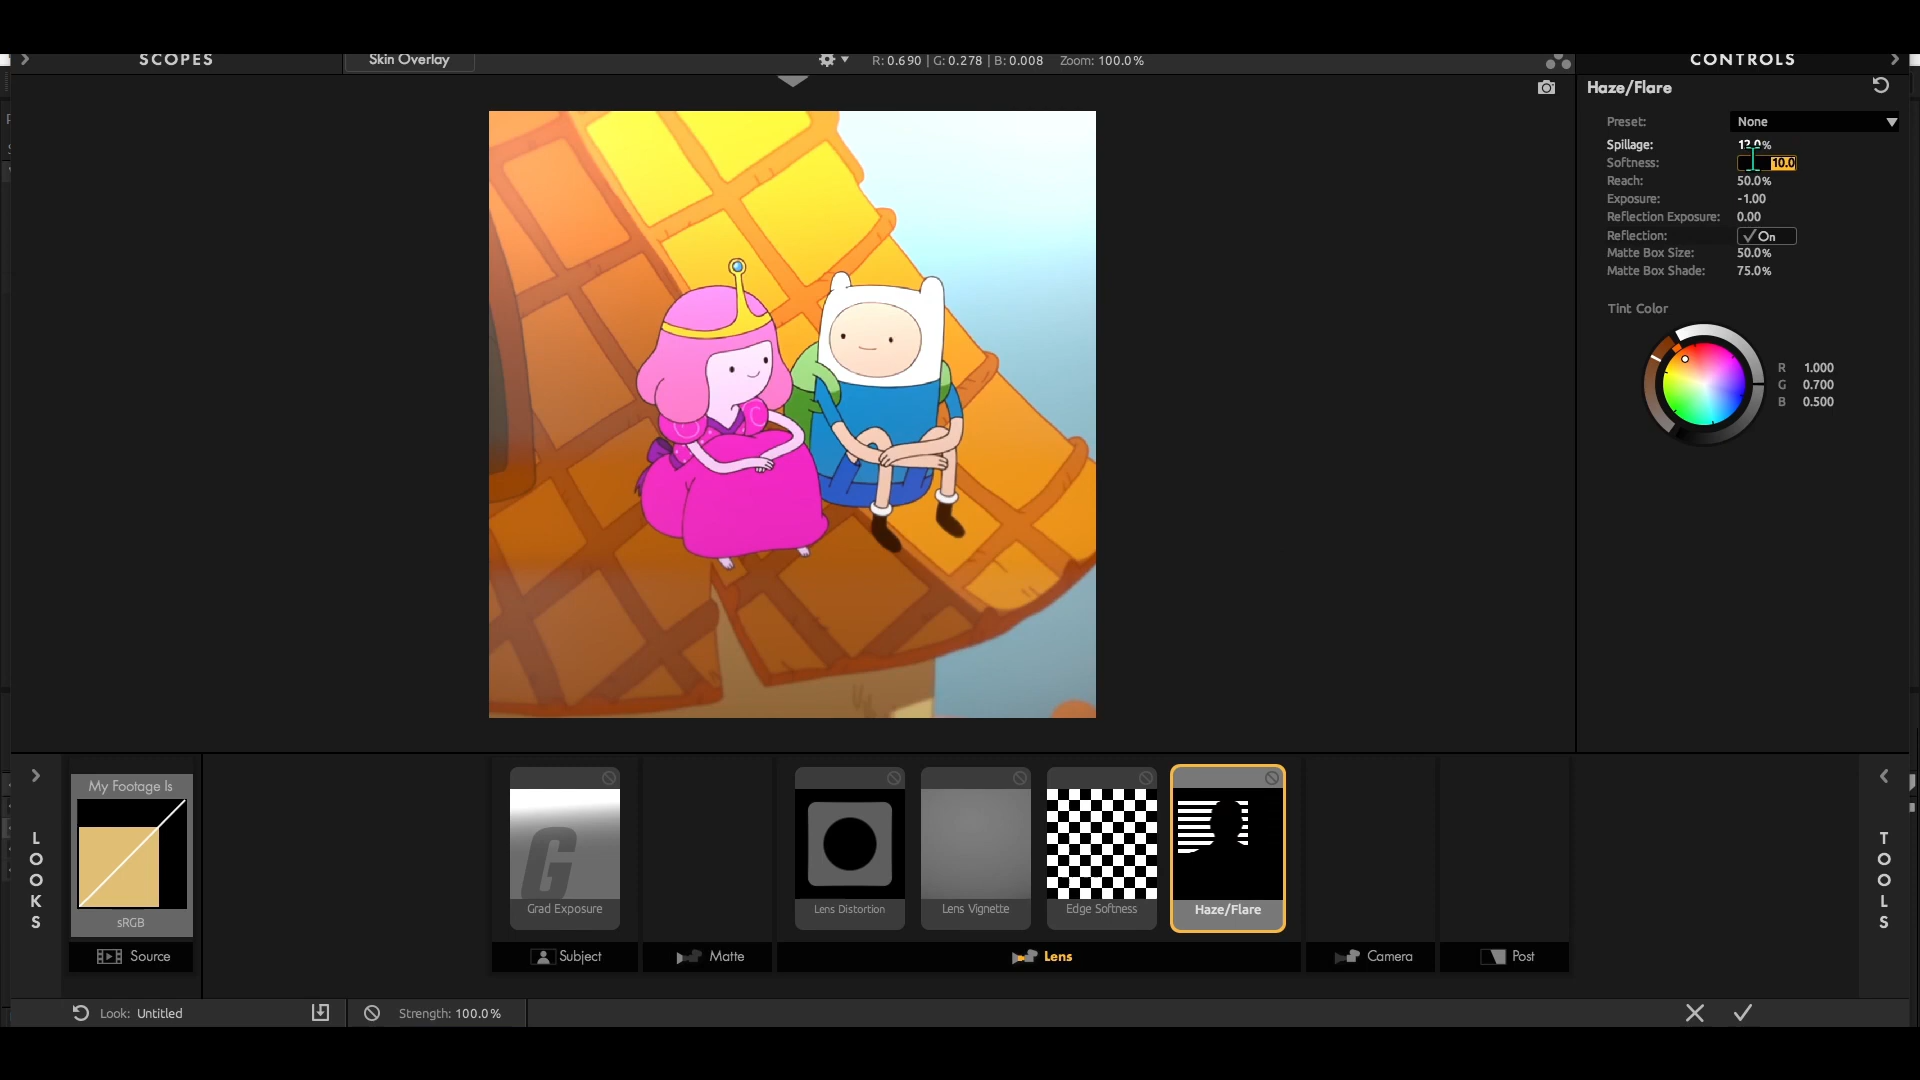 SCOPES
Skin Overlay
R: 0.690 | G: 0.278 | B: 0.008 Zoom: 100.0%
CONTROLS
Haze/Flare
Preset: None
Spillage: 12.0%
Softness: 10.0
Reach: 50.0%
Exposure: -1.00
Reflection Exposure: 0.00
Reflection: On
Matte Box Size: 50.0%
Matte Box Shade: 75.0%
Tint Color
R 1.000
G 0.700
B 0.500
LOOKS
My Footage Is
sRGB
Source
G
Grad Exposure
Lens Distortion
Lens Vignette
Edge Softness
Haze/Flare
Subject
Matte
Lens
Camera
Post
TOOLS
Look: Untitled
Strength: 100.0%